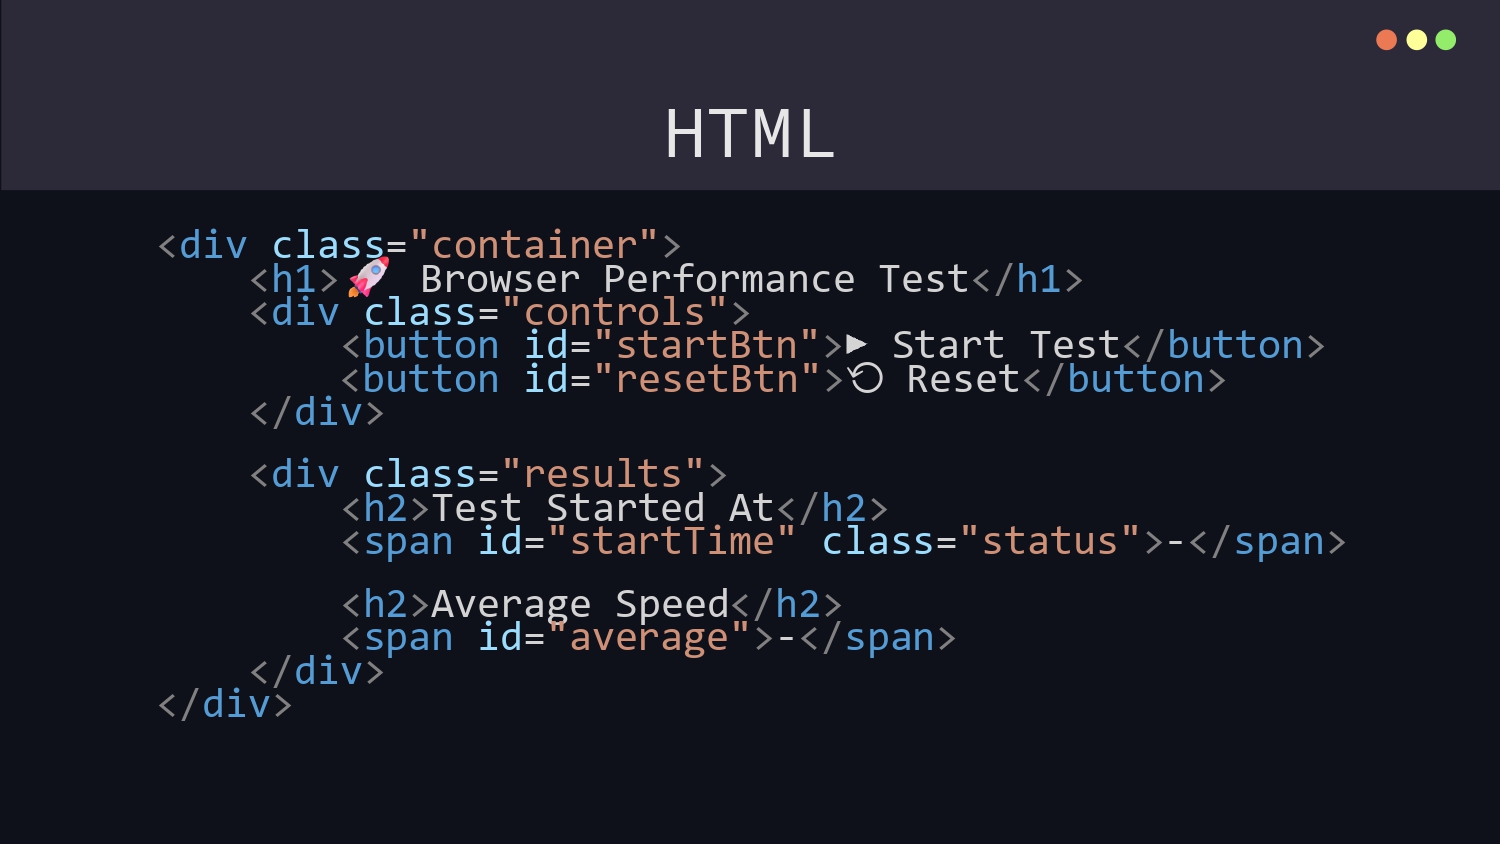 HTML
<div class="container">
    <h1>🚀 Browser Performance Test</h1>
    <div class="controls">
        <button id="startBtn">▶ Start Test</button>
        <button id="resetBtn">⟲ Reset</button>
    </div>

    <div class="results">
        <h2>Test Started At</h2>
        <span id="startTime" class="status">-</span>

        <h2>Average Speed</h2>
        <span id="average">-</span>
    </div>
</div>